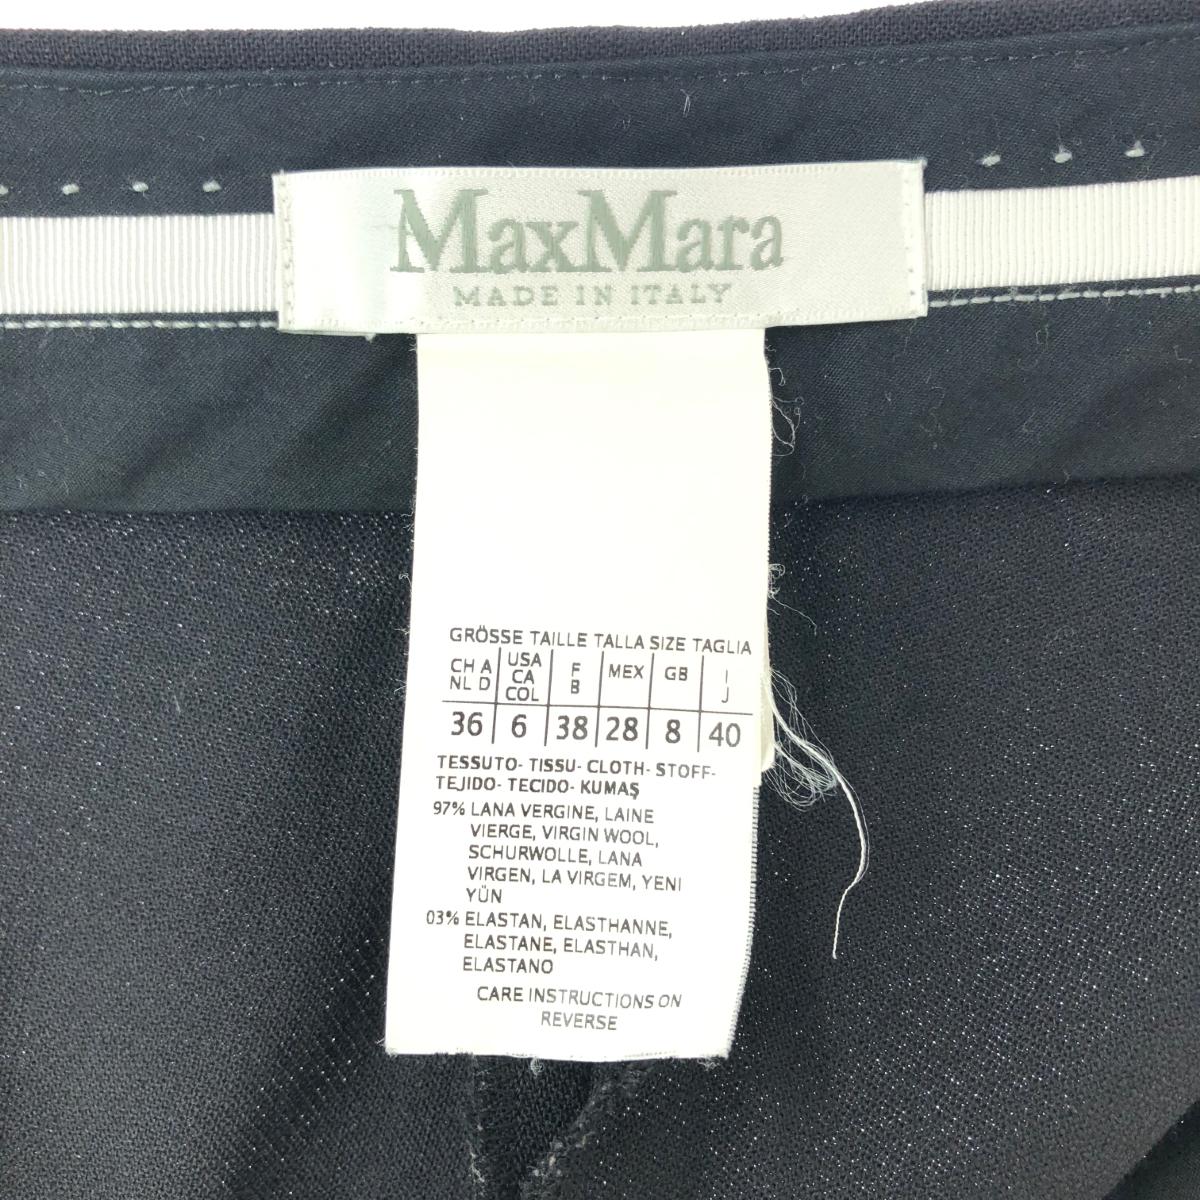 MaxMara
MADE IN ITALY
GRÖSSE TAILLE TALLA SIZE TAGLIA
CH A USA F MEX GB I
NL D CA B J
COL
36 6 38 28 8 40
TESSUTO- TISSU- CLOTH- STOFF-
TEJIDO- TECIDO- KUMAŞ
97% LANA VERGINE, LAINE
VIERGE, VIRGIN WOOL,
SCHURWOLLE, LANA
VIRGEN, LA VIRGEM, YENI
YÜN
03% ELASTAN, ELASTHANNE,
ELASTANE, ELASTHAN,
ELASTANO
CARE INSTRUCTIONS ON
REVERSE